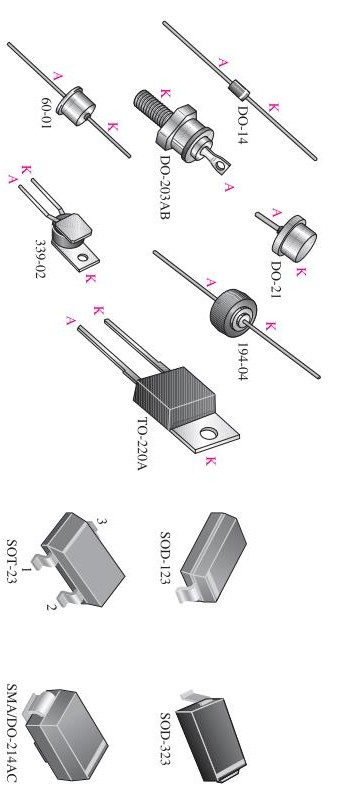 A
K
DO-14
K
A
DO-203AB
A
K
60-01
A
K
DO-21
K
A
K
339-02
A
K
194-04
K
A
K
TO-220A
SOD-123
3
1
2
SOT-23
SOD-323
SMA/DO-214AC